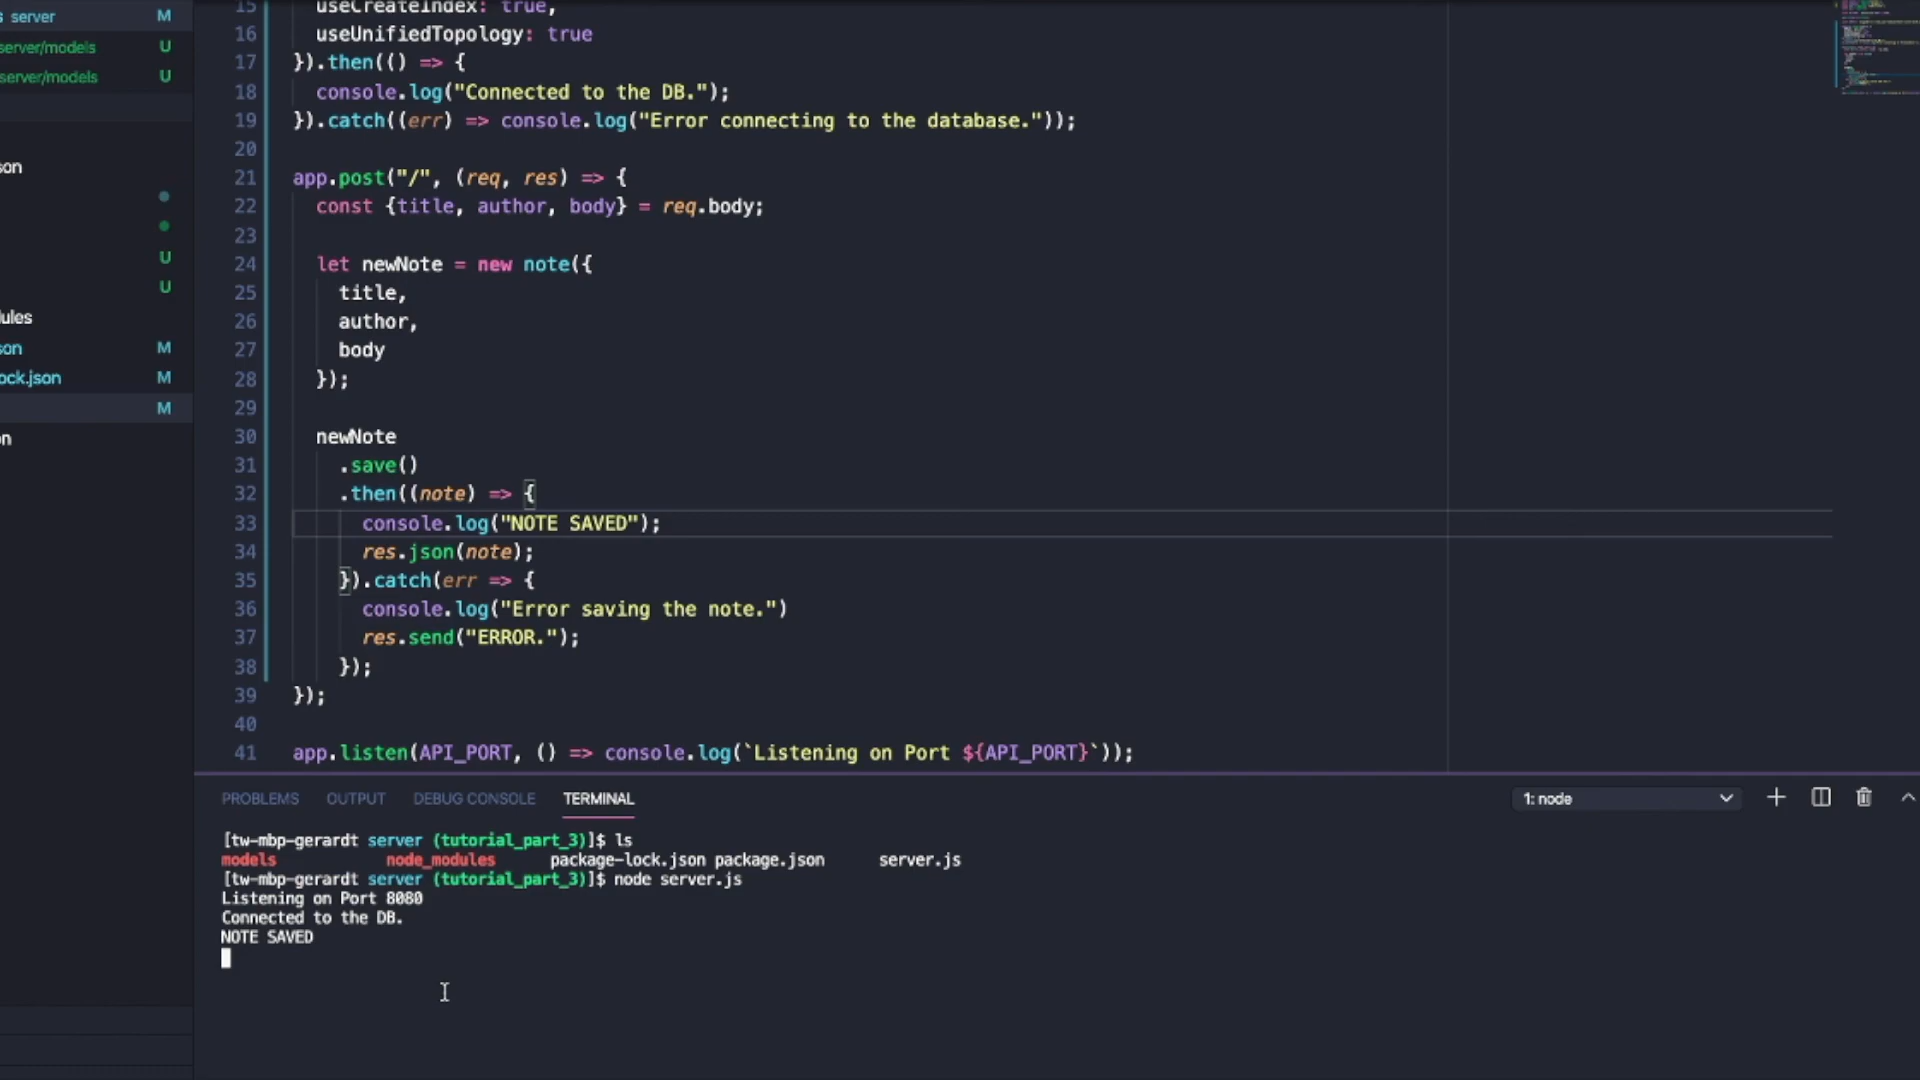 s server M
server/models U
server/models U
son
U
U
dules
son M
ock.json M
M
on
15 useCreateIndex: true,
16 useUnifiedTopology: true
17 }).then(() => {
18 console.log("Connected to the DB.");
19 }).catch((err) => console.log("Error connecting to the database."));
20
21 app.post("/", (req, res) => {
22 const {title, author, body} = req.body;
23
24 let newNote = new note({
25 title,
26 author,
27 body
28 });
29
30 newNote
31 .save()
32 .then((note) => {
33 console.log("NOTE SAVED");
34 res.json(note);
35 }).catch(err => {
36 console.log("Error saving the note.")
37 res.send("ERROR.");
38 });
39 });
40
41 app.listen(API_PORT, () => console.log(`Listening on Port ${API_PORT}`));
PROBLEMS OUTPUT DEBUG CONSOLE TERMINAL 1: node
[tw-mbp-gerardt server (tutorial_part_3)]$ ls
models node_modules package-lock.json package.json server.js
[tw-mbp-gerardt server (tutorial_part_3)]$ node server.js
Listening on Port 8080
Connected to the DB.
NOTE SAVED